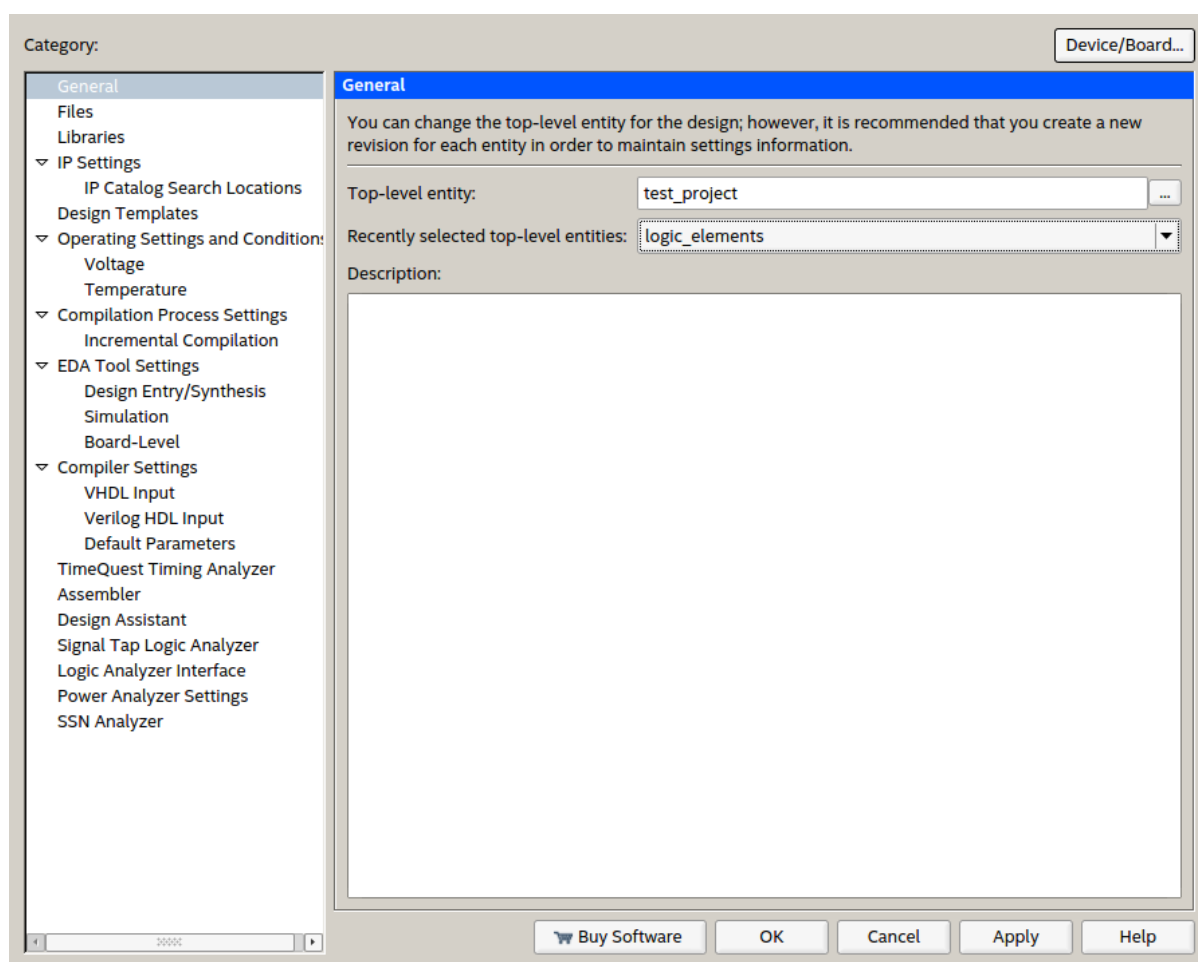 Category:
Device/Board...
General
Files
Libraries
IP Settings
IP Catalog Search Locations
Design Templates
Operating Settings and Conditions
Voltage
Temperature
Compilation Process Settings
Incremental Compilation
EDA Tool Settings
Design Entry/Synthesis
Simulation
Board-Level
Compiler Settings
VHDL Input
Verilog HDL Input
Default Parameters
TimeQuest Timing Analyzer
Assembler
Design Assistant
Signal Tap Logic Analyzer
Logic Analyzer Interface
Power Analyzer Settings
SSN Analyzer
General
You can change the top-level entity for the design; however, it is recommended that you create a new
revision for each entity in order to maintain settings information.
Top-level entity: test_project ...
Recently selected top-level entities: logic_elements
Description:
Buy Software OK Cancel Apply Help